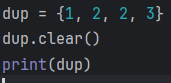 dup = {1, 2, 2, 3}
dup.clear()
print(dup)